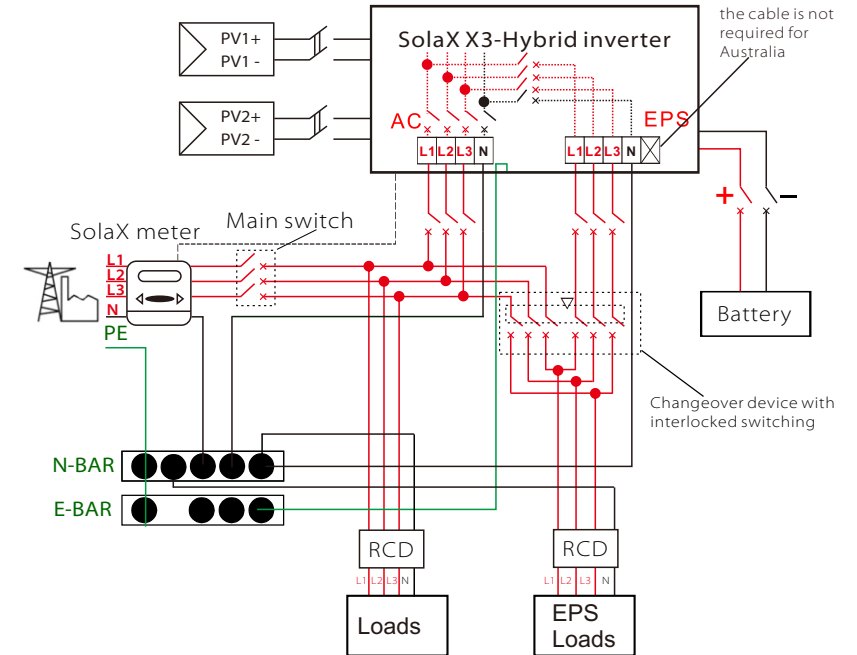 the cable is not
required for
Australia
PV1+
PV1 -
SolaX X3-Hybrid inverter
PV2+
PV2 -
AC
EPS
L1 L2 L3 N
L1 L2 L3 N
+ −
SolaX meter
Main switch
L1
L2
L3
N
PE
Battery
Changeover device with
interlocked switching
N-BAR
E-BAR
RCD
RCD
L1 L2 L3 N
L1 L2 L3 N
Loads
EPS
Loads